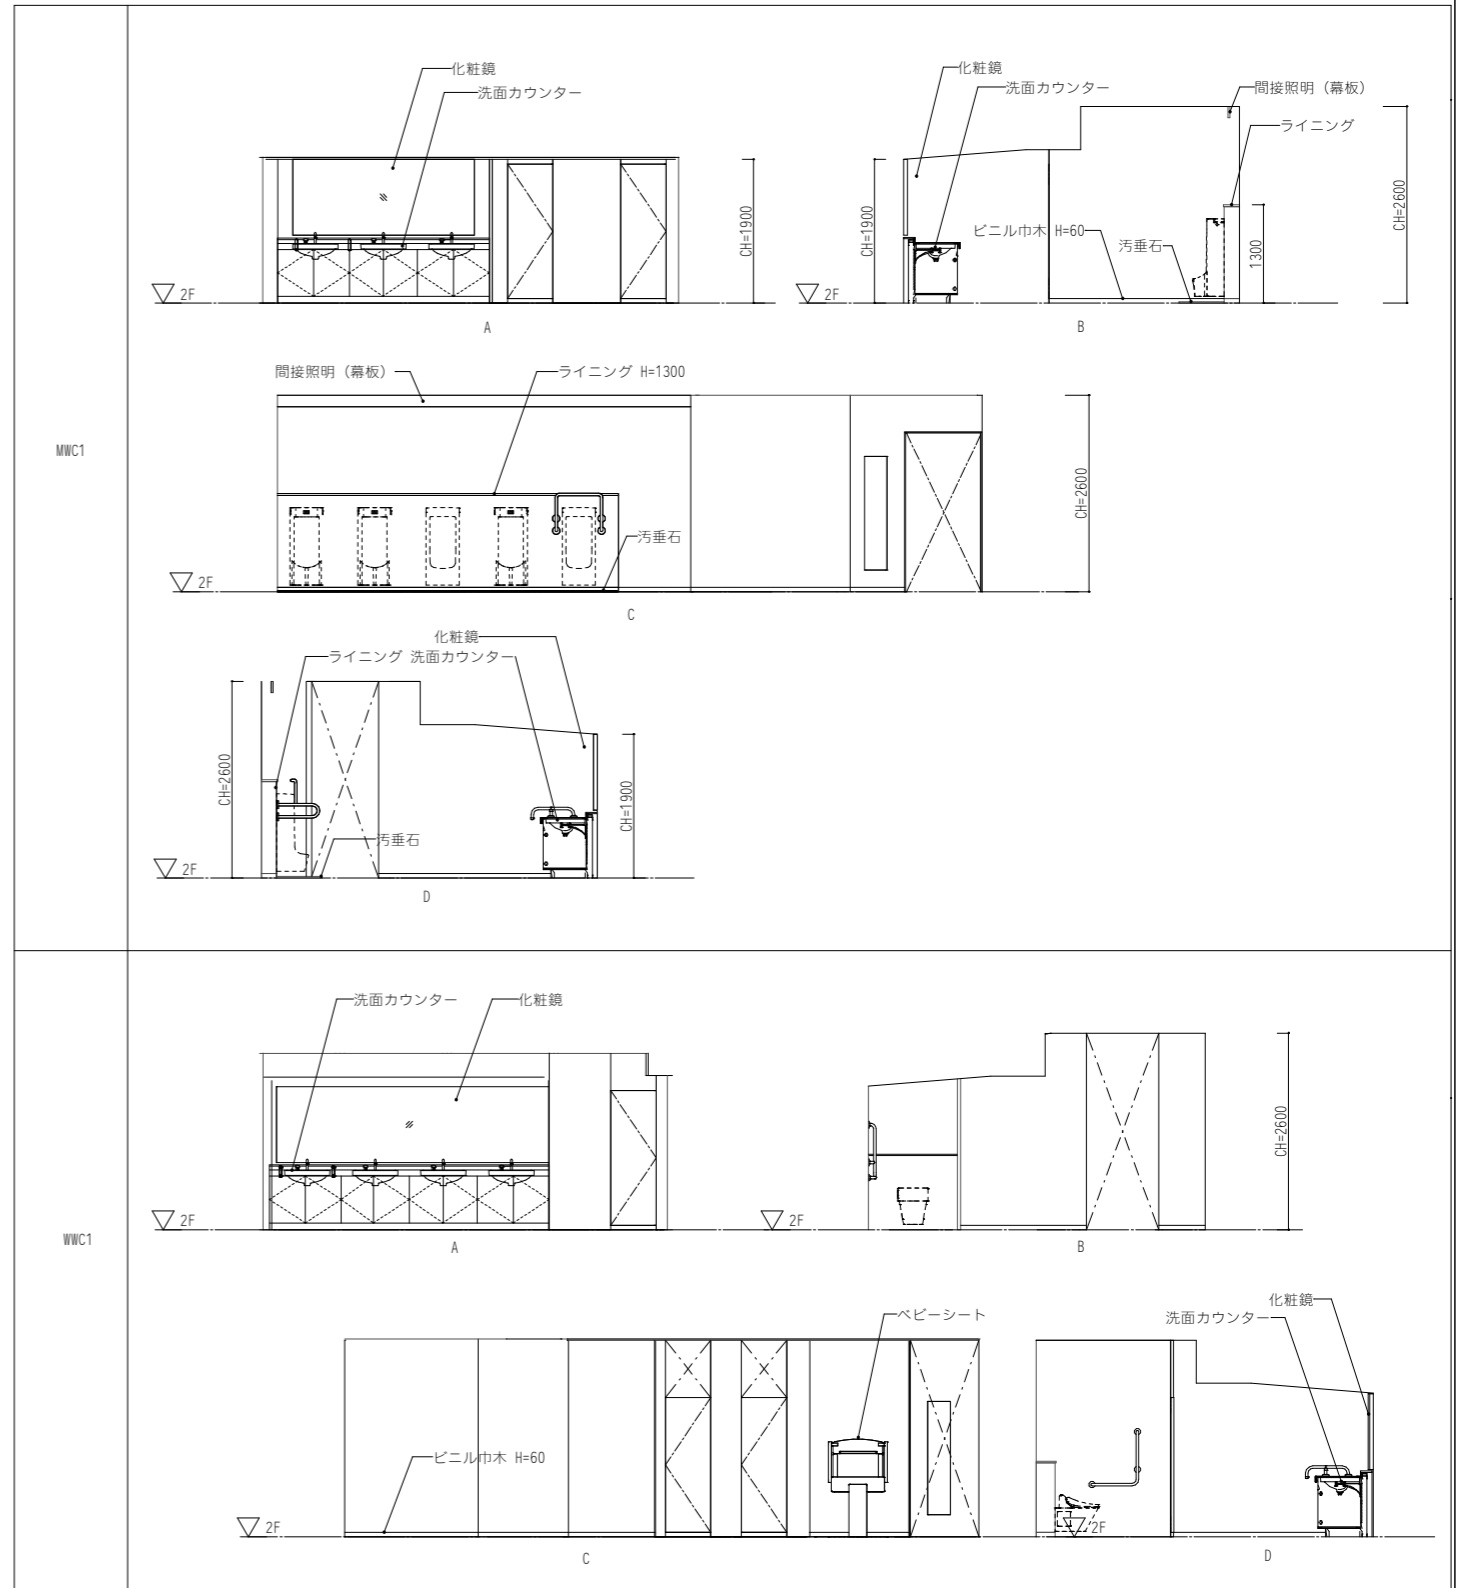 MWC1
化粧鏡
洗面カウンター
CH=1900
2F
A
化粧鏡
洗面カウンター
間接照明（幕板）
ライニング
CH=1900
ビニル巾木 H=60
汚垂石
1300
CH=2600
2F
B
間接照明（幕板）
ライニング H=1300
汚垂石
CH=2600
2F
C
化粧鏡
ライニング 洗面カウンター
CH=2600
CH=1900
汚垂石
2F
D
WWC1
洗面カウンター
化粧鏡
2F
A
CH=2600
2F
B
ベビーシート
ビニル巾木 H=60
2F
C
化粧鏡
洗面カウンター
2F
D